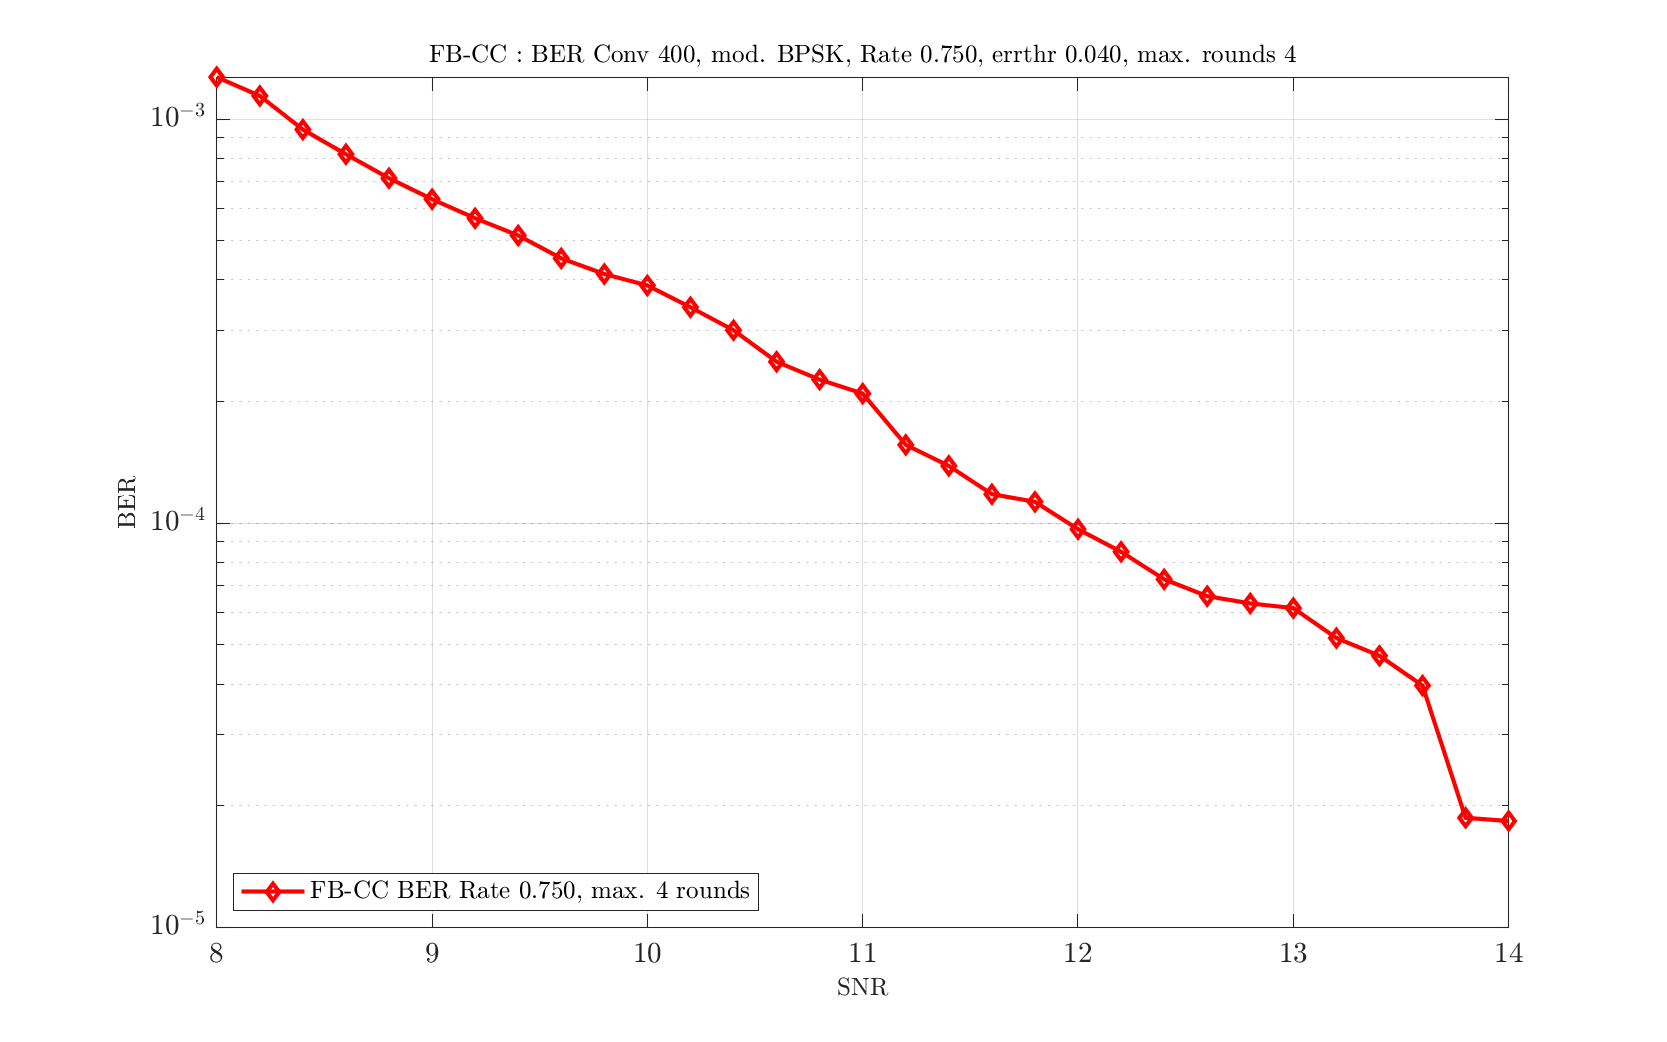 FB-CC : BER Conv 400, mod. BPSK, Rate 0.750, errthr 0.040, max. rounds 4
10⁻³
10⁻⁴
10⁻⁵
BER
FB-CC BER Rate 0.750, max. 4 rounds
8 9 10 11 12 13 14
SNR